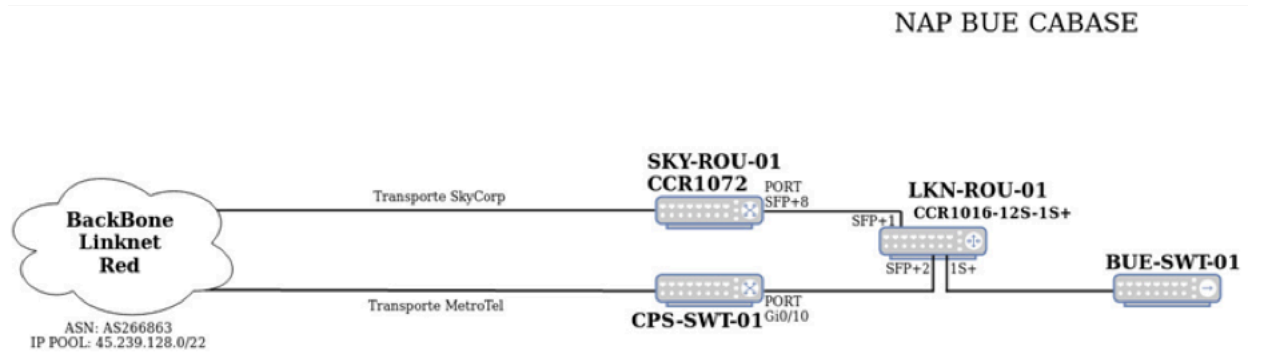 NAP BUE CABASE
SKY-ROU-01
CCR1072
PORT
SFP+8
Transporte SkyCorp
LKN-ROU-01
CCR1016-12S-1S+
SFP+1
BackBone
Linknet
Red
SFP+2
1S+
BUE-SWT-01
Transporte MetroTel
PORT
Gi0/10
CPS-SWT-01
ASN: AS266863
IP POOL: 45.239.128.0/22